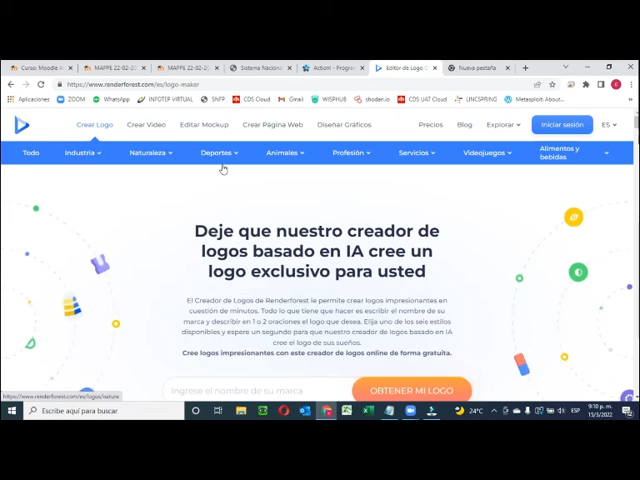 Curso: Moodle
MAPFE 22-02-20
MAPFE 22-02-20
Sistema Nacional
Action! - Progra
Editor de Logo
Nueva pestaña
https://www.renderforest.com/es/logo-maker
Aplicaciones ZOOM WhatsApp INFOTEP VIRTUAL SNFP CDS Cloud Gmail WISPHUB shodan.io CDS UAT Cloud LINCSPRING Metasploit: About...
Crear Logo Crear Video Editar Mockup Crear Página Web Diseñar Gráficos Precios Blog Explorar Iniciar sesión ES
Todo Industria Naturaleza Deportes Animales Profesión Servicios Videojuegos Alimentos y
bebidas
Deje que nuestro creador de
logos basado en IA cree un
logo exclusivo para usted
El Creador de Logos de Renderforest le permite crear logos impresionantes en
cuestión de minutos. Todo lo que tiene que hacer es escribir el nombre de su
marca y describir en 1 o 2 oraciones el logo que desea. Elija uno de los seis estilos
disponibles y espere un segundo para que nuestro creador de logos basado en IA
cree el logo de sus sueños.
Cree logos impresionantes con este creador de logos online de forma gratuita.
Ingrese el nombre de su marca OBTENER MI LOGO
https://www.renderforest.com/es/logos/nature
Escribe aquí para buscar
24°C
ESP
9:10 p. m.
15/3/2022